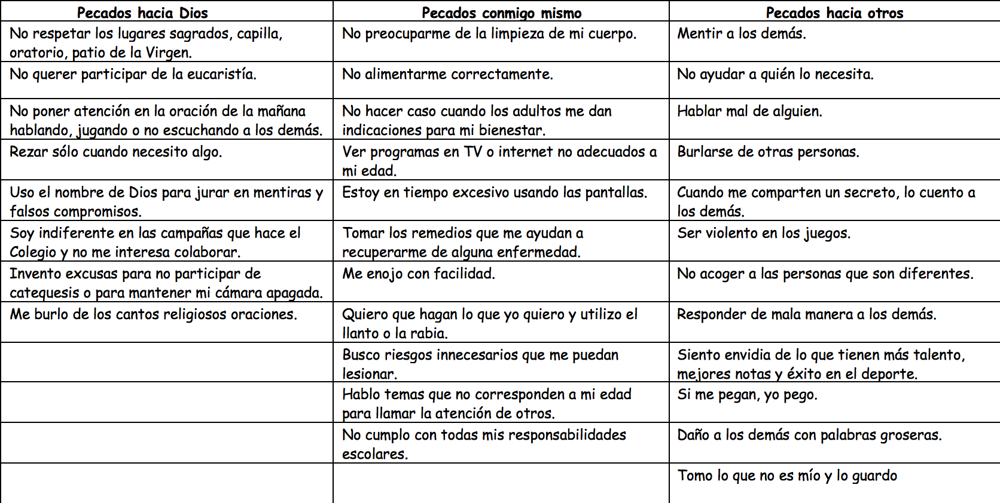 Pecados hacia Dios
Pecados conmigo mismo
Pecados hacia otros
No respetar los lugares sagrados, capilla,
oratorio, patio de la Virgen.
No preocuparme de la limpieza de mi cuerpo.
Mentir a los demás.
No querer participar de la eucaristía.
No alimentarme correctamente.
No ayudar a quién lo necesita.
No poner atención en la oración de la mañana
hablando, jugando o no escuchando a los demás.
No hacer caso cuando los adultos me dan
indicaciones para mi bienestar.
Hablar mal de alguien.
Rezar sólo cuando necesito algo.
Ver programas en TV o internet no adecuados a
mi edad.
Burlarse de otras personas.
Uso el nombre de Dios para jurar en mentiras y
falsos compromisos.
Estoy en tiempo excesivo usando las pantallas.
Cuando me comparten un secreto, lo cuento a
los demás.
Soy indiferente en las campañas que hace el
Colegio y no me interesa colaborar.
Tomar los remedios que me ayudan a
recuperarme de alguna enfermedad.
Ser violento en los juegos.
Invento excusas para no participar de
catequesis o para mantener mi cámara apagada.
Me enojo con facilidad.
No acoger a las personas que son diferentes.
Me burlo de los cantos religiosos oraciones.
Quiero que hagan lo que yo quiero y utilizo el
llanto o la rabia.
Responder de mala manera a los demás.
Busco riesgos innecesarios que me puedan
lesionar.
Siento envidia de lo que tienen más talento,
mejores notas y éxito en el deporte.
Hablo temas que no corresponden a mi edad
para llamar la atención de otros.
Si me pegan, yo pego.
No cumplo con todas mis responsabilidades
escolares.
Daño a los demás con palabras groseras.
Tomo lo que no es mío y lo guardo